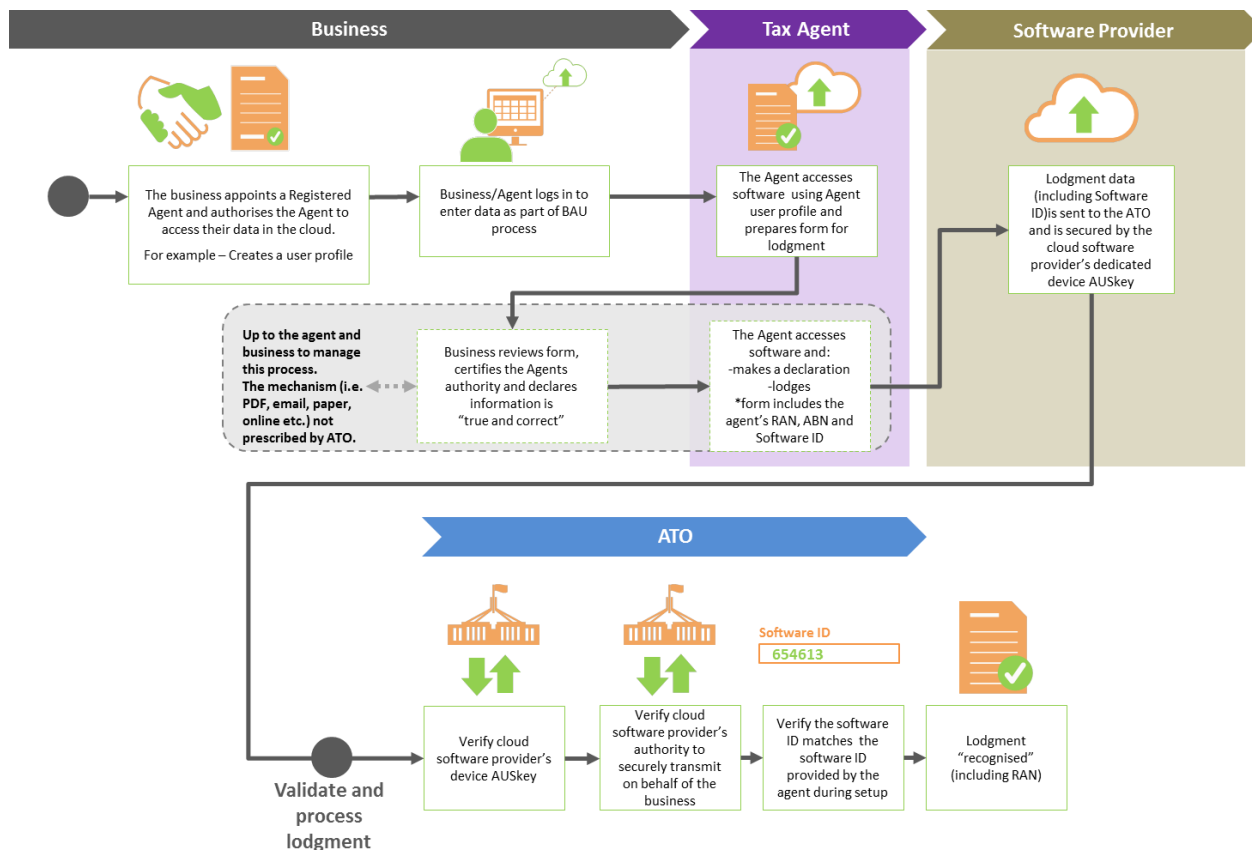 Business
Tax Agent
Software Provider
The business appoints a Registered
Agent and authorises the Agent to
access their data in the cloud.
For example – Creates a user profile
Business/Agent logs in to
enter data as part of BAU
process
The Agent accesses
software using Agent
user profile and
prepares form for
lodgment
Lodgment data
(including Software
ID)is sent to the ATO
and is secured by the
cloud software
provider's dedicated
device AUSkey
Up to the agent and
business to manage
this process.
The mechanism (i.e.
PDF, email, paper,
online etc.) not
prescribed by ATO.
Business reviews form,
certifies the Agents
authority and declares
information is
"true and correct"
The Agent accesses
software and:
-makes a declaration
-lodges
*form includes the
agent's RAN, ABN and
Software ID
ATO
Software ID
654613
Validate and
process
lodgment
Verify cloud
software provider's
device AUSkey
Verify cloud
software provider's
authority to
securely transmit
on behalf of the
business
Verify the software
ID matches the
software ID
provided by the
agent during setup
Lodgment
"recognised"
(including RAN)